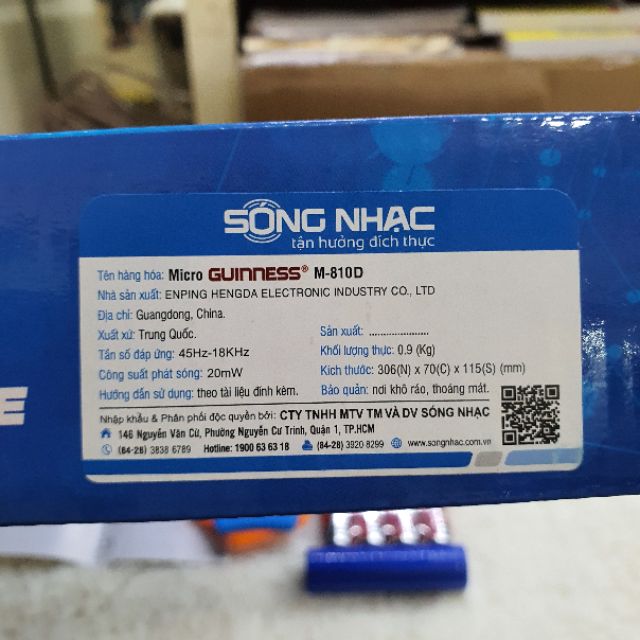 SÓNG NHẠC
tận hưởng đích thực
Tên hàng hóa: Micro GUINNESS® M-810D
Nhà sản xuất: ENPING HENGDA ELECTRONIC INDUSTRY CO., LTD
Địa chỉ: Guangdong, China.
Xuất xứ: Trung Quốc. Sản xuất: .....................
Tần số đáp ứng: 45Hz-18KHz Khối lượng thực: 0.9 (Kg)
Công suất phát sóng: 20mW Kích thước: 306(N) x 70(C) x 115(S) (mm)
Hướng dẫn sử dụng: theo tài liệu đính kèm. Bảo quản: nơi khô ráo, thoáng mát.
Nhập khẩu & Phân phối độc quyền bởi: CTY TNHH MTV TM VÀ DV SÓNG NHẠC
146 Nguyễn Văn Cừ, Phường Nguyễn Cư Trinh, Quận 1, TP.HCM
(84-28) 3838 6789 Hotline: 1900 63 63 18 (84-28) 3920 8299 www.songnhac.com.vn
E